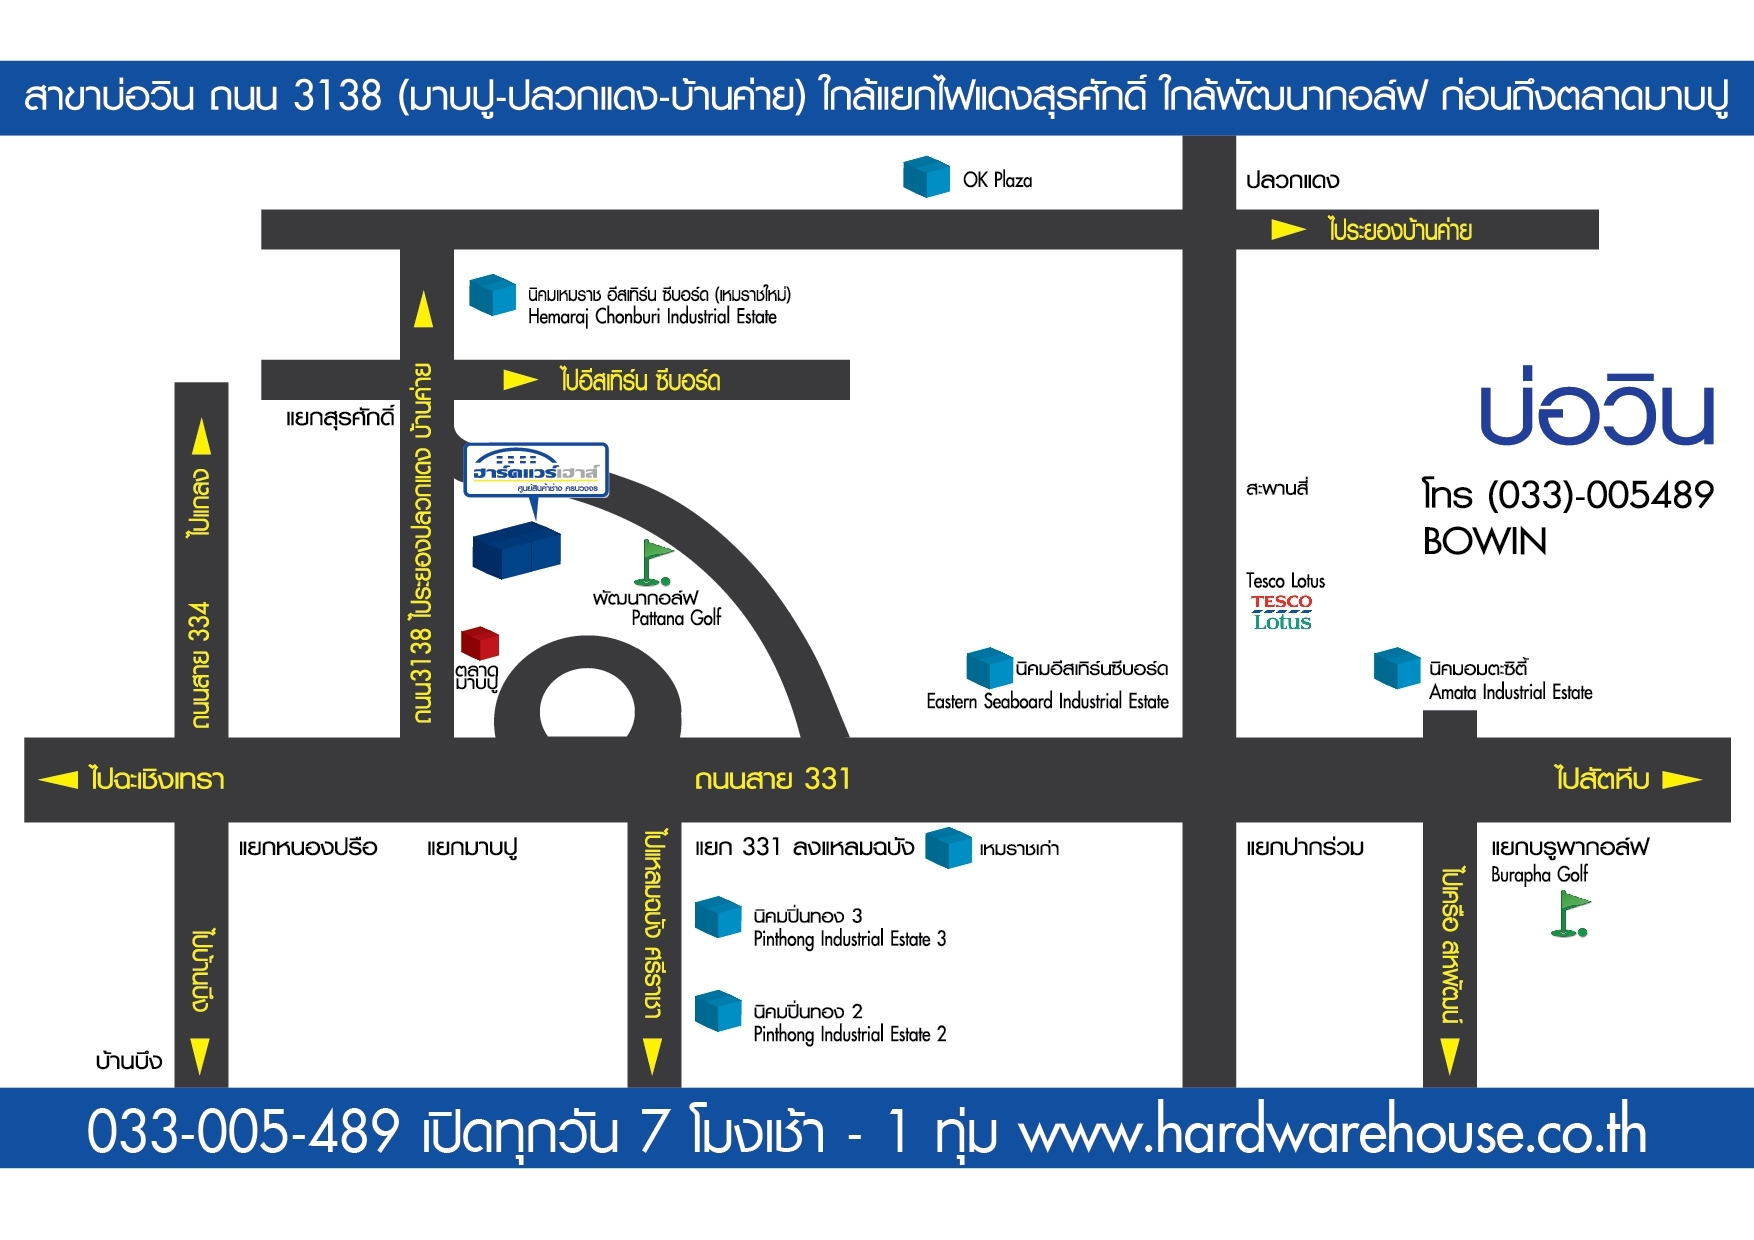 สาขาบ่อวิน ถนน 3138 (มาบปู-ปลวกแดง-บ้านค่าย) ใกล้แยกไฟแดงสุรศักดิ์ ใกล้พัฒนากอล์ฟ ก่อนถึงตลาดมาบปู
OK Plaza
ปลวกแดง
ไประยองบ้านค่าย
นิคมเหมราช อีสเทิร์น ซีบอร์ด (เหมราชใหม่)
Hemaraj Chonburi Industrial Estate
ไปอีสเทิร์น ซีบอร์ด
แยกสุรศักดิ์
บ่อวิน
โทร (033)-005489
BOWIN
ฮาร์ดแวร์เฮาส์
ศูนย์สินค้าช่าง ครบวงจร
สะพานสี่
ถนนสาย 334 ไปแกลง
ถนน3138 ไประยองปลวกแดง บ้านค่าย
พัฒนากอล์ฟ
Pattana Golf
Tesco Lotus
TESCO
Lotus
ตลาด
มาบปู
นิคมอีสเทิร์นซีบอร์ด
Eastern Seaboard Industrial Estate
นิคมอมตะซิตี้
Amata Industrial Estate
ไปฉะเชิงเทรา
ถนนสาย 331
ไปสัตหีบ
แยกหนองปรือ
แยกมาบปู
แยก 331 ลงแหลมฉบัง
เหมราชเก่า
แยกปากร่วม
แยกบรูพากอล์ฟ
Burapha Golf
ไปบ้านบึง
ไปแหลมฉบัง ศรีราชา
ไปเครือ สหพัฒน์
นิคมปิ่นทอง 3
Pinthong Industrial Estate 3
นิคมปิ่นทอง 2
Pinthong Industrial Estate 2
บ้านบึง
033-005-489 เปิดทุกวัน 7 โมงเช้า - 1 ทุ่ม www.hardwarehouse.co.th